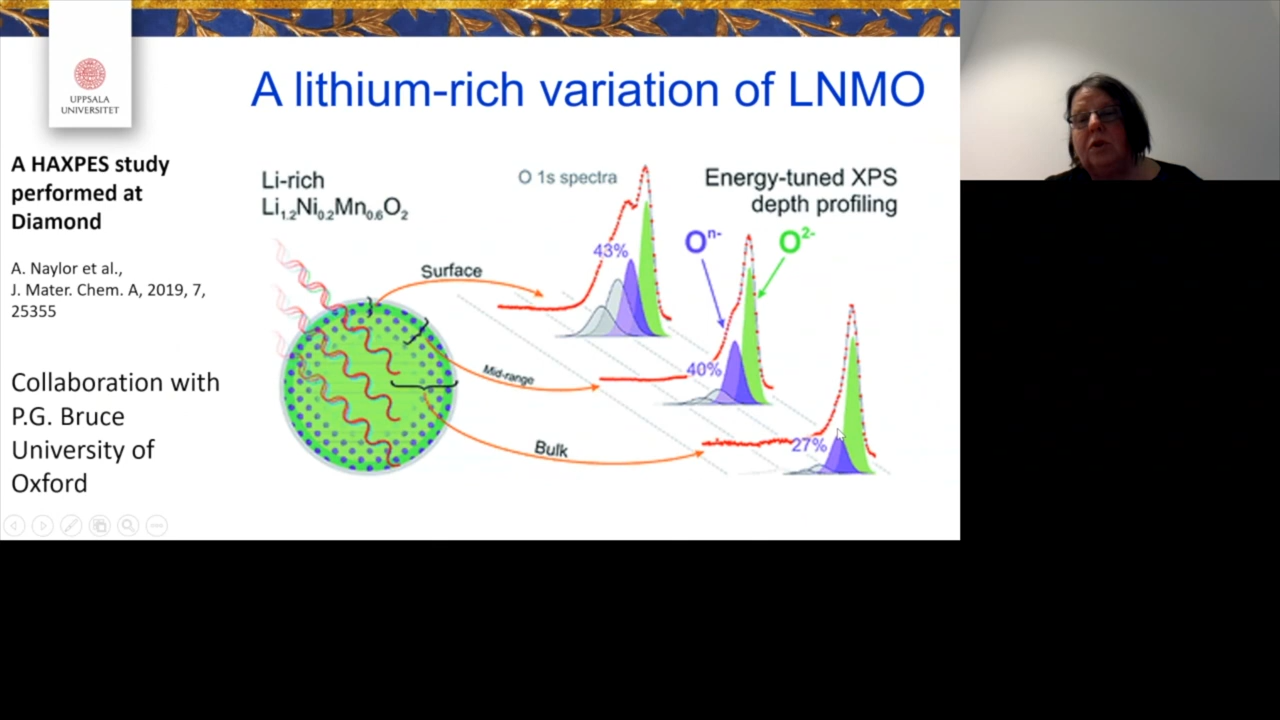 UPPSALA
UNIVERSITET
A lithium-rich variation of LNMO
A HAXPES study
performed at
Diamond
A. Naylor et al.,
J. Mater. Chem. A, 2019, 7,
25355
Collaboration with
P.G. Bruce
University of
Oxford
Li-rich
Li1.2Ni0.2Mn0.6O2
O 1s spectra
Energy-tuned XPS
depth profiling
43%
Oⁿ⁻
O²⁻
Surface
40%
Mid-range
27%
Bulk